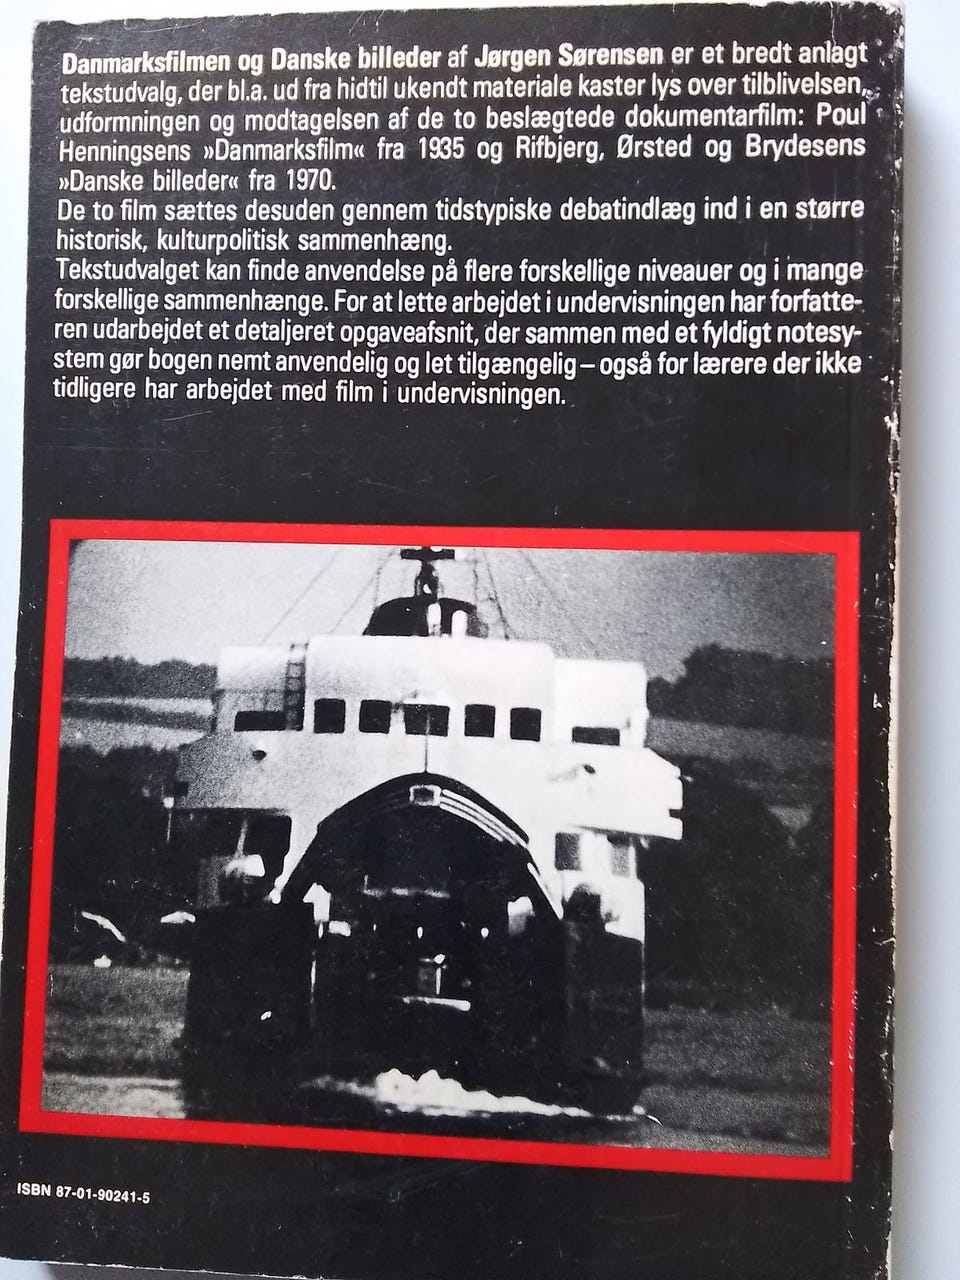 Danmarksfilmen og Danske billeder af Jørgen Sørensen er et bredt anlagt
tekstudvalg, der bl.a. ud fra hidtil ukendt materiale kaster lys over tilblivelsen,
udformningen og modtagelsen af de to beslægtede dokumentarfilm: Poul
Henningsens »Danmarksfilm« fra 1935 og Rifbjerg, Ørsted og Brydesens
»Danske billeder« fra 1970.
De to film sættes desuden gennem tidstypiske debatindlæg ind i en større
historisk, kulturpolitisk sammenhæng.
Tekstudvalget kan finde anvendelse på flere forskellige niveauer og i mange
forskellige sammenhænge. For at lette arbejdet i undervisningen har forfatte-
ren udarbejdet et detaljeret opgaveafsnit, der sammen med et fyldigt notesy-
stem gør bogen nemt anvendelig og let tilgængelig – også for lærere der ikke
tidligere har arbejdet med film i undervisningen.
ISBN 87-01-90241-5